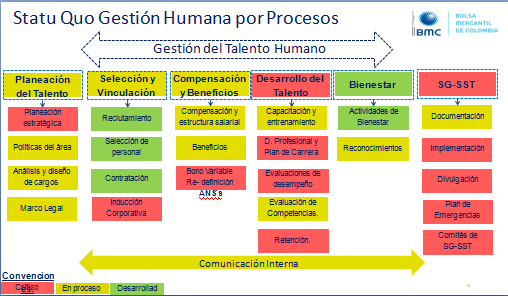 Statu Quo Gestión Humana por Procesos
BMC
BOLSA
MERCANTIL
DE COLOMBIA
Gestión del Talento Humano
Planeación
del Talento
Selección y
Vinculación
Compensación
y Beneficios
Desarrollo del
Talento
Bienestar
SG-SST
Planeación
estratégica
Políticas del área
Análisis y diseño
de cargos
Marco Legal
Reclutamiento
Selección de
personal
Contratación
Inducción
Corporativa
Compensación y
estructura salarial
Beneficios
Bono Variable
Re- definición
ANS's
Capacitación y
entrenamiento
D. Profesional y
Plan de Carrera
Evaluaciones de
desempeño
Evaluación de
Competencias.
Retención.
Actividades de
Bienestar
Reconocimientos
Documentación
Implementación
Divulgación
Plan de
Emergencias
Comités de
SG-SST
Comunicación Interna
Convencion
es:
Crítico
En proceso
Desarrollad